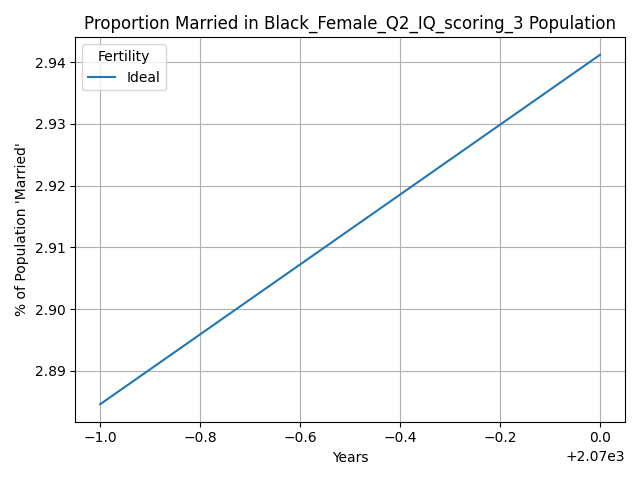 Proportion Married in Black_Female_Q2_IQ_scoring_3 Population
Fertility
Ideal
% of Population 'Married'
2.94
2.93
2.92
2.91
2.90
2.89
−1.0
−0.8
−0.6
−0.4
−0.2
0.0
+2.07e3
Years